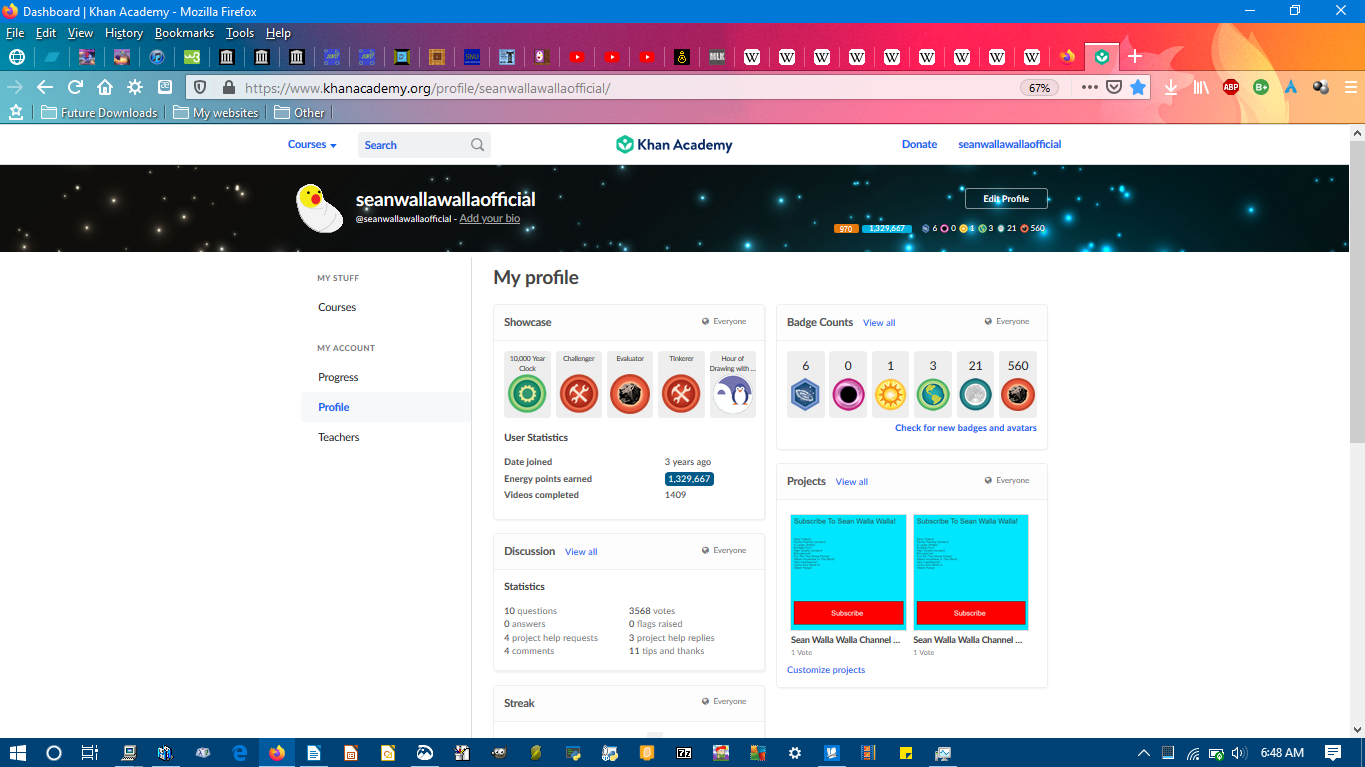 Dashboard | Khan Academy - Mozilla Firefox
File Edit View History Bookmarks Tools Help
https://www.khanacademy.org/profile/seanwallawallaofficial/ 67%
Future Downloads My websites Other
Courses Search Khan Academy Donate seanwallawallaofficial
seanwallawallaofficial
@seanwallawallaofficial - Add your bio
Edit Profile
970 1,329,667 6 0 1 3 21 560
MY STUFF
Courses
MY ACCOUNT
Progress
Profile
Teachers
My profile
Showcase Everyone
10,000 Year Clock
Challenger
Evaluator
Tinkerer
Hour of Drawing with ...
User Statistics
Date joined 3 years ago
Energy points earned 1,329,667
Videos completed 1409
Badge Counts View all Everyone
6 0 1 3 21 560
Check for new badges and avatars
Discussion View all Everyone
Statistics
10 questions 3568 votes
0 answers 0 flags raised
4 project help requests 3 project help replies
4 comments 11 tips and thanks
Projects View all Everyone
Subscribe To Sean Walla Walla! Subscribe To Sean Walla Walla!
Subscribe Subscribe
Sean Walla Walla Channel ... Sean Walla Walla Channel ...
1 Vote 1 Vote
Customize projects
Streak Everyone
6:48 AM